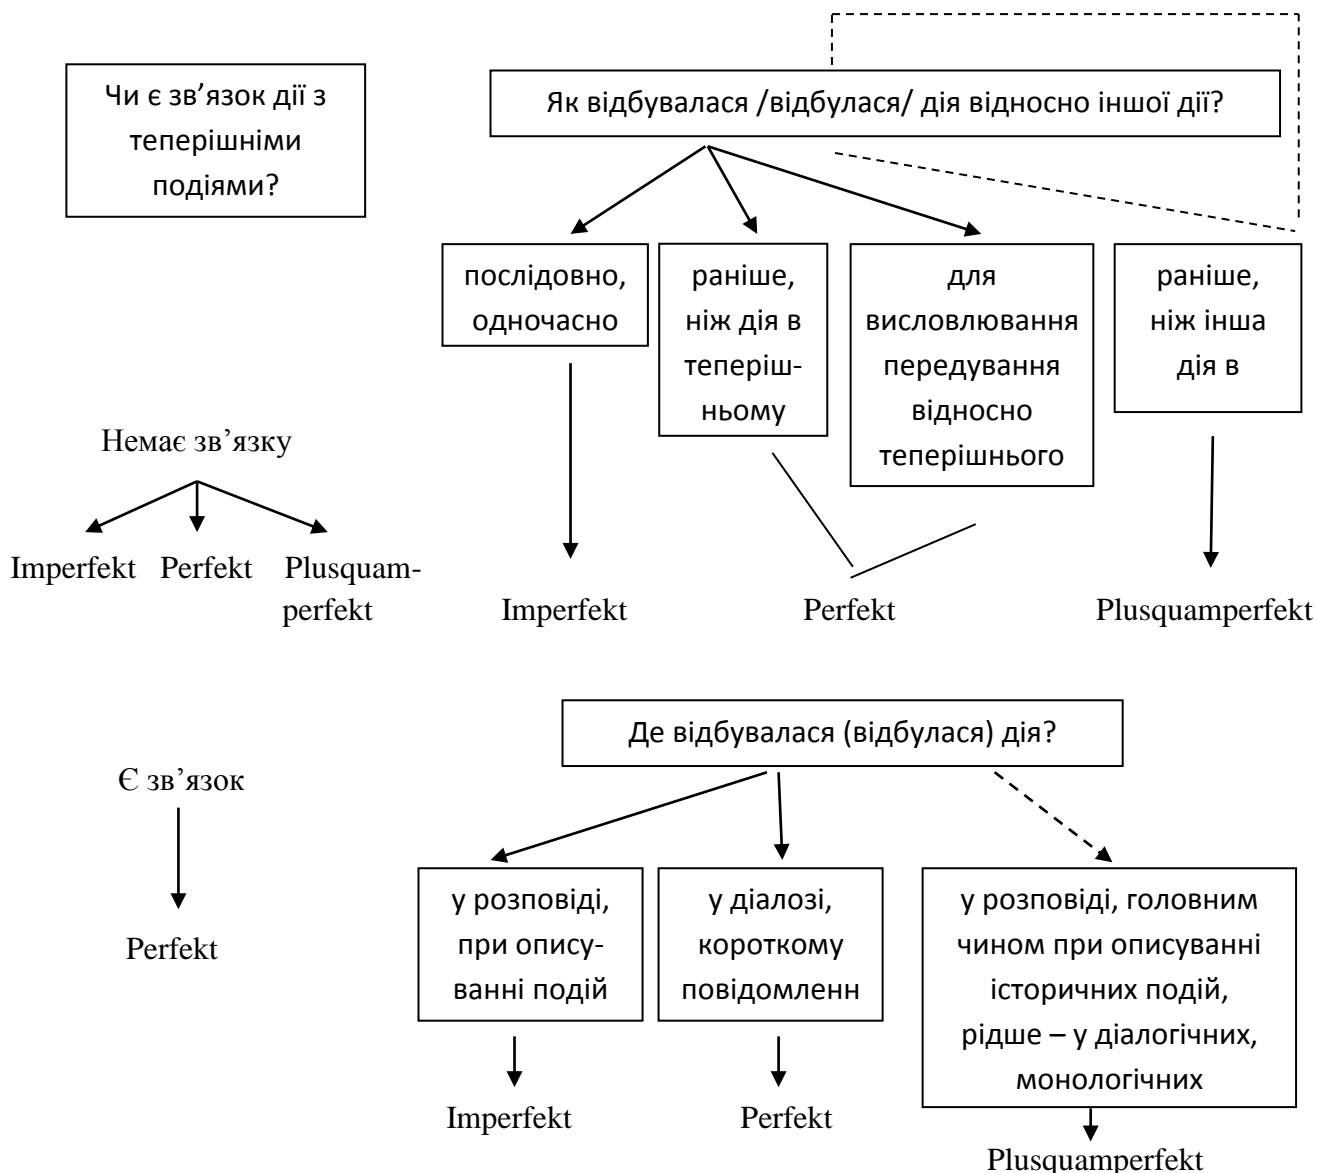 Чи є зв’язок дії з
теперішніми
подіями?
Як відбувалася /відбулася/ дія відносно іншої дії?
послідовно,
одночасно
раніше,
ніж дія в
теперіш-
ньому
для
висловлювання
передування
відносно
теперішнього
раніше,
ніж інша
дія в
Немає зв’язку
Imperfekt
Perfekt
Plusquam-
perfekt
Imperfekt
Perfekt
Plusquamperfekt
Де відбувалася (відбулася) дія?
Є зв’язок
Perfekt
у розповіді,
при опису-
ванні подій
у діалозі,
короткому
повідомленн
у розповіді, головним
чином при описуванні
історичних подій,
рідше – у діалогічних,
монологічних
Imperfekt
Perfekt
Plusquamperfekt